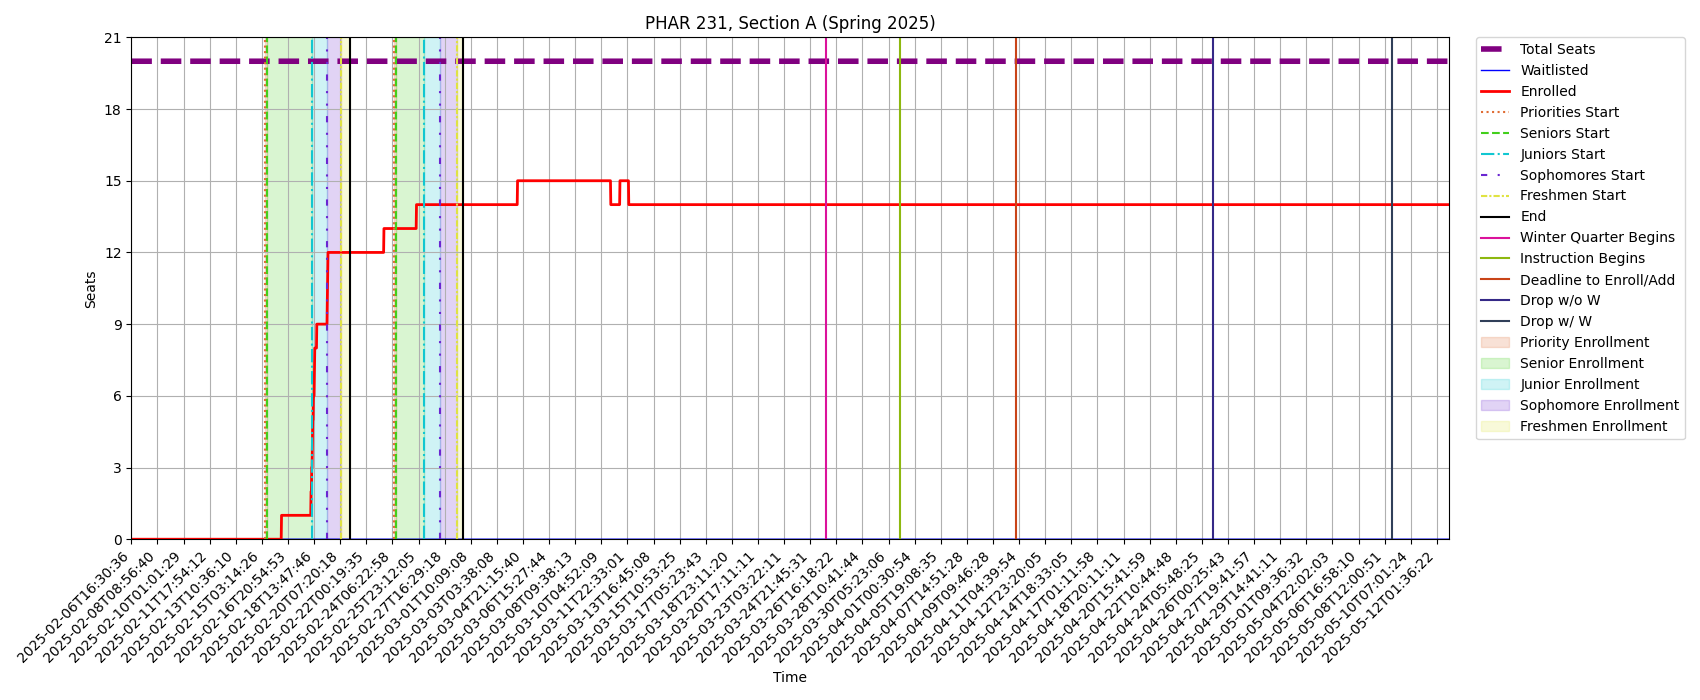 PHAR 231, Section A (Spring 2025)
21
18
15
12
9
6
3
0
Seats
2025-02-06T16:30:36
2025-02-08T08:56:40
2025-02-10T01:01:29
2025-02-11T17:54:12
2025-02-13T10:36:10
2025-02-15T03:14:26
2025-02-16T20:54:53
2025-02-18T13:47:46
2025-02-20T07:20:18
2025-02-22T00:19:35
2025-02-24T06:22:58
2025-02-25T23:12:05
2025-02-27T16:29:18
2025-03-01T10:09:08
2025-03-03T03:38:08
2025-03-04T21:15:40
2025-03-06T15:27:44
2025-03-08T09:38:13
2025-03-10T04:52:09
2025-03-11T22:33:01
2025-03-13T16:45:08
2025-03-15T10:53:25
2025-03-17T05:23:43
2025-03-18T23:11:20
2025-03-20T17:11:11
2025-03-23T03:22:11
2025-03-24T21:45:31
2025-03-26T16:18:22
2025-03-28T10:41:44
2025-03-30T05:23:06
2025-04-01T00:30:54
2025-04-05T19:08:35
2025-04-07T14:51:28
2025-04-09T09:46:28
2025-04-11T04:39:54
2025-04-12T23:20:05
2025-04-14T18:33:05
2025-04-17T01:11:58
2025-04-18T20:11:11
2025-04-20T15:41:59
2025-04-22T10:44:48
2025-04-24T05:48:25
2025-04-26T00:25:43
2025-04-27T19:41:57
2025-04-29T14:41:11
2025-05-01T09:36:32
2025-05-04T22:02:03
2025-05-06T16:58:10
2025-05-08T12:00:51
2025-05-10T07:01:24
2025-05-12T01:36:22
Time
Total Seats
Waitlisted
Enrolled
Priorities Start
Seniors Start
Juniors Start
Sophomores Start
Freshmen Start
End
Winter Quarter Begins
Instruction Begins
Deadline to Enroll/Add
Drop w/o W
Drop w/ W
Priority Enrollment
Senior Enrollment
Junior Enrollment
Sophomore Enrollment
Freshmen Enrollment